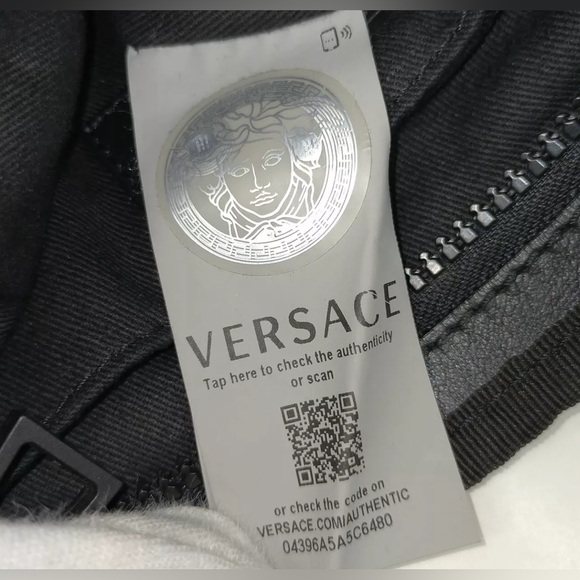 VERSACE
Tap here to check the authenticity
or scan
or check the code on
VERSACE.COM/AUTHENTIC
04396A5A5C6480